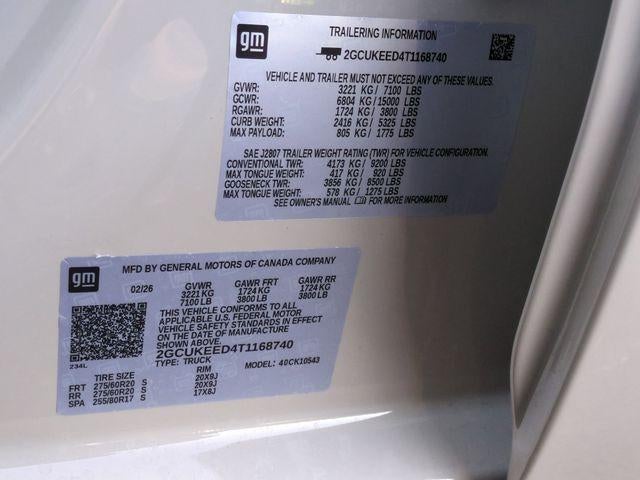 gm
TRAILERING INFORMATION
2GCUKEED4T1168740
VEHICLE AND TRAILER MUST NOT EXCEED ANY OF THESE VALUES.
GVWR: 3221 KG / 7100 LBS
GCWR: 6804 KG / 15000 LBS
RGAWR: 1724 KG / 3800 LBS
CURB WEIGHT: 2416 KG / 5325 LBS
MAX PAYLOAD: 805 KG / 1775 LBS
SAE J2807 TRAILER WEIGHT RATING (TWR) FOR VEHICLE CONFIGURATION.
CONVENTIONAL TWR: 4173 KG / 9200 LBS
MAX TONGUE WEIGHT: 417 KG / 920 LBS
GOOSENECK TWR: 3856 KG / 8500 LBS
MAX TONGUE WEIGHT: 578 KG / 1275 LBS
SEE OWNER'S MANUAL FOR MORE INFORMATION
gm
MFD BY GENERAL MOTORS OF CANADA COMPANY
02/26 GVWR GAWR FRT GAWR RR
3221 KG 1724 KG 1724 KG
7100 LB 3800 LB 3800 LB
THIS VEHICLE CONFORMS TO ALL
APPLICABLE U.S. FEDERAL MOTOR
VEHICLE SAFETY STANDARDS IN EFFECT
ON THE DATE OF MANUFACTURE
SHOWN ABOVE.
2GCUKEED4T1168740
TYPE: TRUCK MODEL: 40CK10543
234L
TIRE SIZE RIM
FRT 275/60R20 S 20X9J
RR 275/60R20 S 20X9J
SPA 255/80R17 S 17X8J